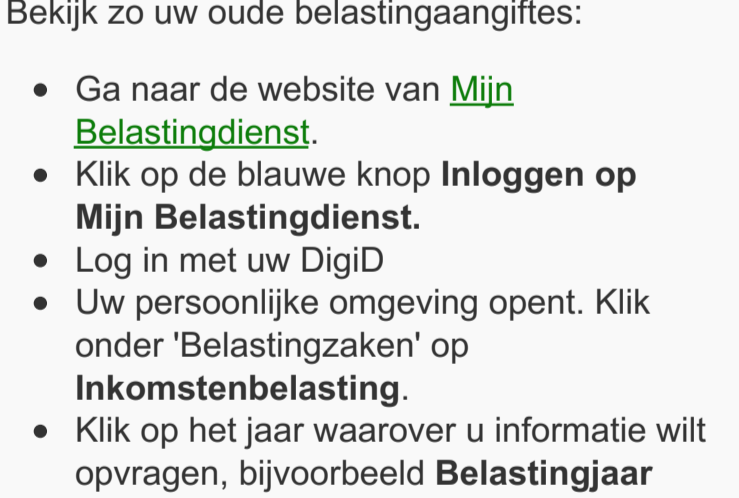 Bekijk zo uw oude belastingaangiftes:
• Ga naar de website van Mijn
Belastingdienst.
• Klik op de blauwe knop Inloggen op
Mijn Belastingdienst.
• Log in met uw DigiD
• Uw persoonlijke omgeving opent. Klik
onder 'Belastingzaken' op
Inkomstenbelasting.
• Klik op het jaar waarover u informatie wilt
opvragen, bijvoorbeeld Belastingjaar